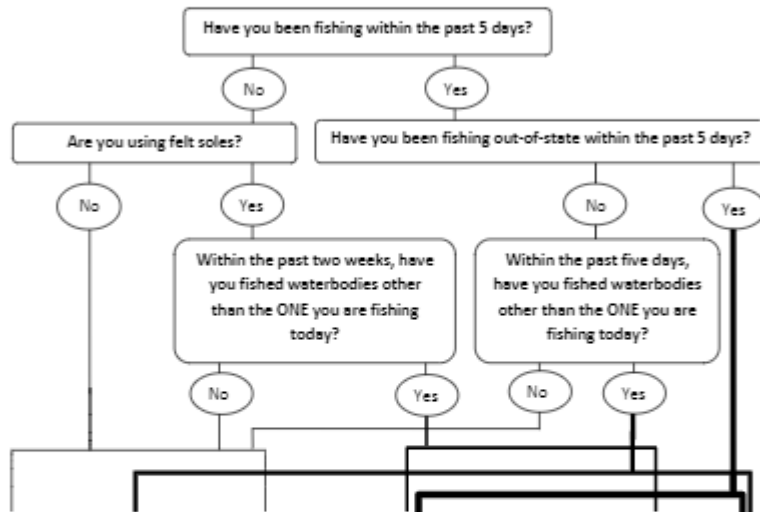 Have you been fishing within the past 5 days?
No
Yes
Are you using felt soles?
Have you been fishing out-of-state within the past 5 days?
No
Yes
No
Yes
Within the past two weeks, have
you fished waterbodies other
than the ONE you are fishing
today?
Within the past five days,
have you fished waterbodies
other than the ONE you are
fishing today?
No
Yes
No
Yes